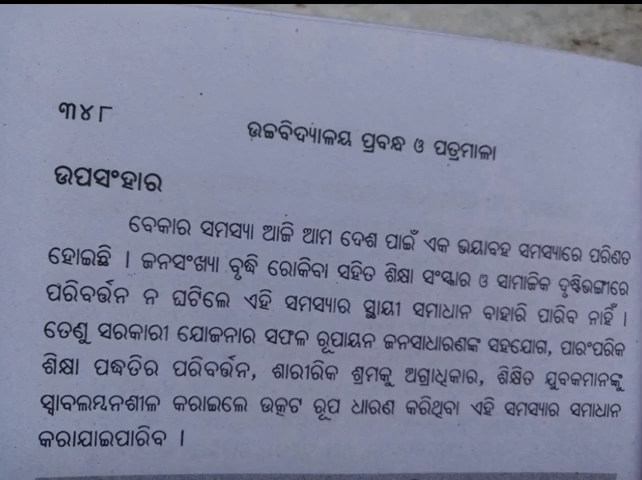 ୩୪୮
ଉଚ୍ଚବିଦ୍ୟାଳୟ ପ୍ରବନ୍ଧ ଓ ପତ୍ରମାଳା
ଉପସଂହାର
ବେକାର ସମସ୍ୟା ଆଜି ଆମ ଦେଶ ପାଇଁ ଏକ ଭୟାବହ ସମସ୍ୟାରେ ପରିଣତ
ହୋଇଛି । ଜନସଂଖ୍ୟା ବୃଦ୍ଧି ରୋକିବା ସହିତ ଶିକ୍ଷା ସଂସ୍କାର ଓ ସାମାଜିକ ଦୃଷ୍ଟିଭଙ୍ଗୀରେ
ପରିବର୍ତ୍ତନ ନ ଘଟିଲେ ଏହି ସମସ୍ୟାର ସ୍ଥାୟୀ ସମାଧାନ ବାହାରି ପାରିବ ନାହିଁ ।
ତେଣୁ ସରକାରୀ ଯୋଜନାର ସଫଳ ରୂପାୟନ ଜନସାଧାରଣଙ୍କ ସହଯୋଗ, ପାରଂପରିକ
ଶିକ୍ଷା ପଦ୍ଧତିର ପରିବର୍ତ୍ତନ, ଶାରୀରିକ ଶ୍ରମକୁ ଅଗ୍ରାଧିକାର, ଶିକ୍ଷିତ ଯୁବକମାନଙ୍କୁ
ସ୍ୱାବଲମ୍ବନଶୀଳ କରାଇଲେ ଉତ୍କଟ ରୂପ ଧାରଣ କରିଥିବା ଏହି ସମସ୍ୟାର ସମାଧାନ
କରାଯାଇପାରିବ ।